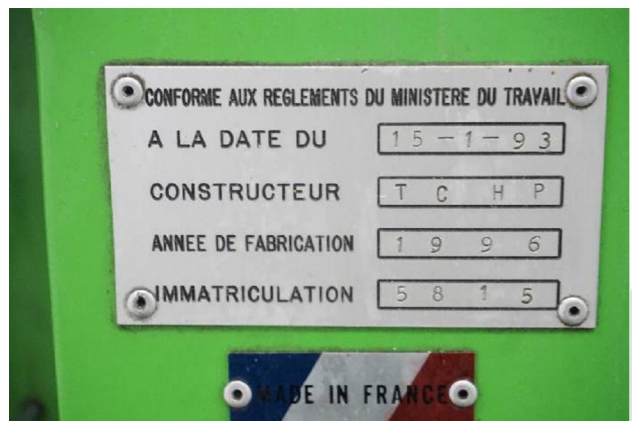 CONFORME AUX REGLEMENTS DU MINISTERE DU TRAVAIL
A LA DATE DU 15-1-93
CONSTRUCTEUR T C H P
ANNEE DE FABRICATION 1996
IMMATRICULATION 5815
MADE IN FRANCE